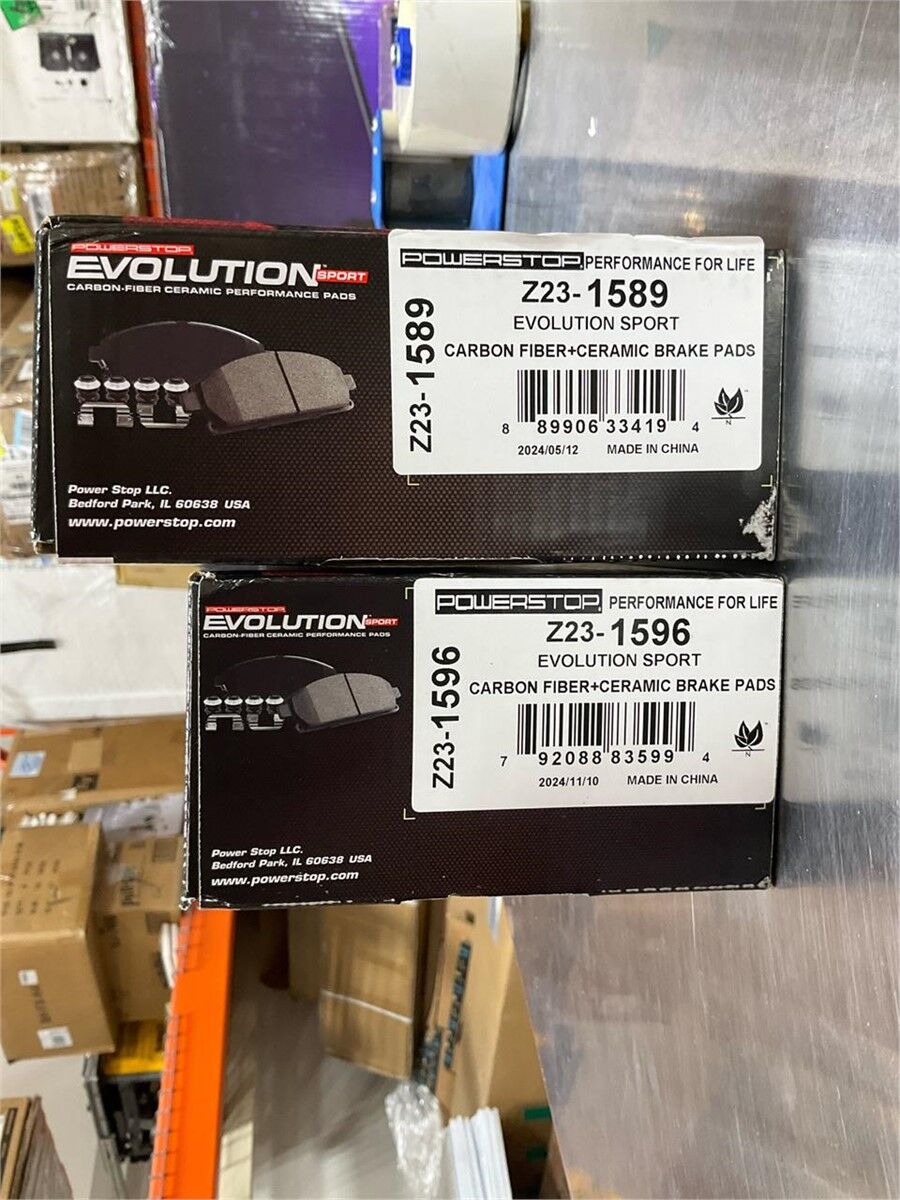 POWERSTOP
EVOLUTION SPORT
CARBON-FIBER CERAMIC PERFORMANCE PADS
Power Stop LLC.
Bedford Park, IL 60638 USA
www.powerstop.com
Z23-1589
POWERSTOP PERFORMANCE FOR LIFE
Z23-1589
EVOLUTION SPORT
CARBON FIBER+CERAMIC BRAKE PADS
8 89906 33419 4
2024/05/12 MADE IN CHINA
N
POWERSTOP
EVOLUTION SPORT
CARBON-FIBER CERAMIC PERFORMANCE PADS
Power Stop LLC.
Bedford Park, IL 60638 USA
www.powerstop.com
Z23-1596
POWERSTOP PERFORMANCE FOR LIFE
Z23-1596
EVOLUTION SPORT
CARBON FIBER+CERAMIC BRAKE PADS
7 92088 83599 4
2024/11/10 MADE IN CHINA
N